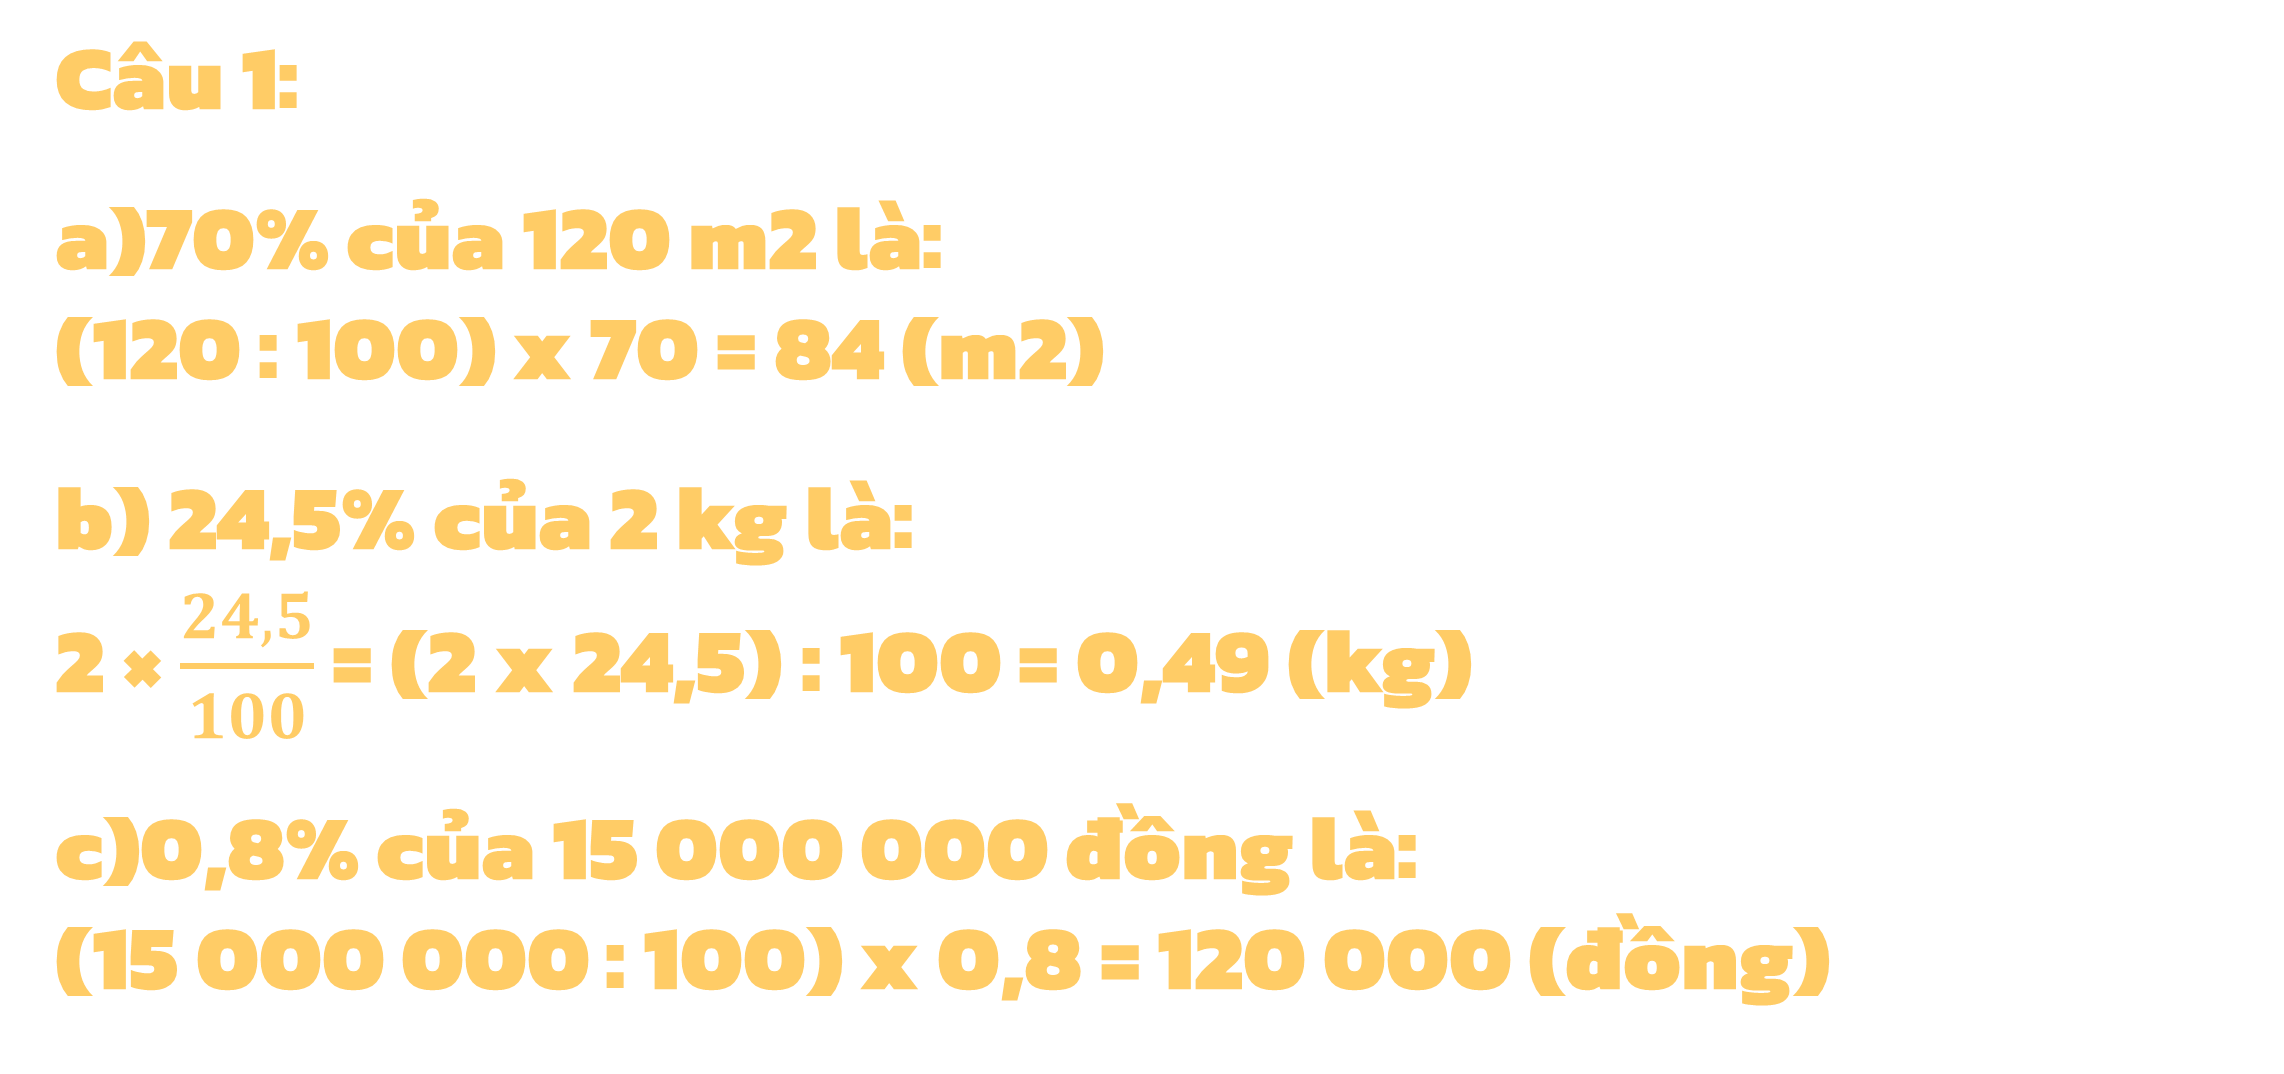 Câu 1:
a)70% của 120 m2 là:
(120 : 100) x 70 = 84 (m2)
b) 24,5% của 2 kg là:
2 × 24,5/100 = (2 x 24,5) : 100 = 0,49 (kg)
c)0,8% của 15 000 000 đồng là:
(15 000 000 : 100) x 0,8 = 120 000 (đồng)